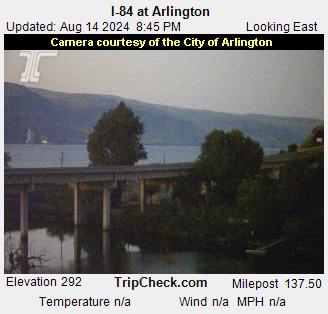 I-84 at Arlington
Updated: Aug 14 2024 8:45 PM Looking East
Camera courtesy of the City of Arlington
Elevation 292 TripCheck.com Milepost 137.50
Temperature n/a Wind n/a MPH n/a